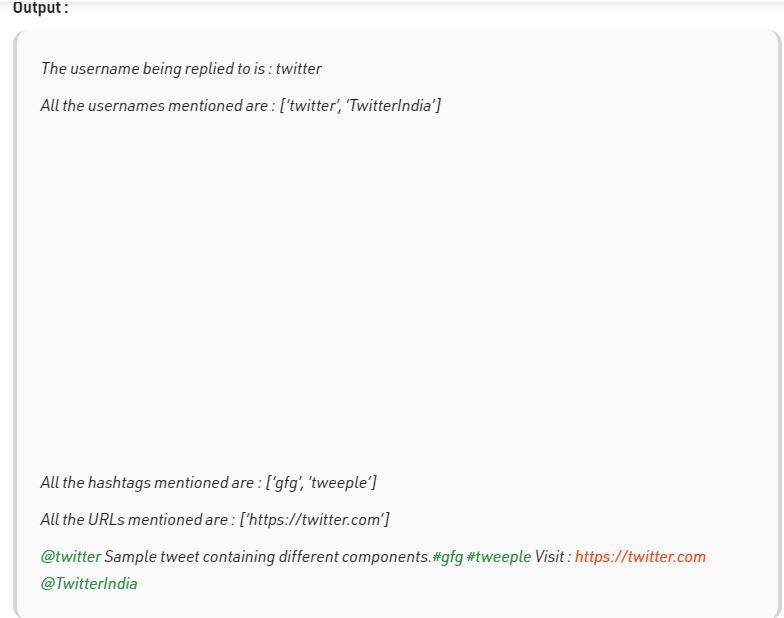 Output :
The username being replied to is : twitter
All the usernames mentioned are : [‘twitter’, ‘TwitterIndia’]
All the hashtags mentioned are : [‘gfg’, ‘tweeple’]
All the URLs mentioned are : [‘https://twitter.com’]
@twitter Sample tweet containing different components.#gfg #tweeple Visit : https://twitter.com
@TwitterIndia